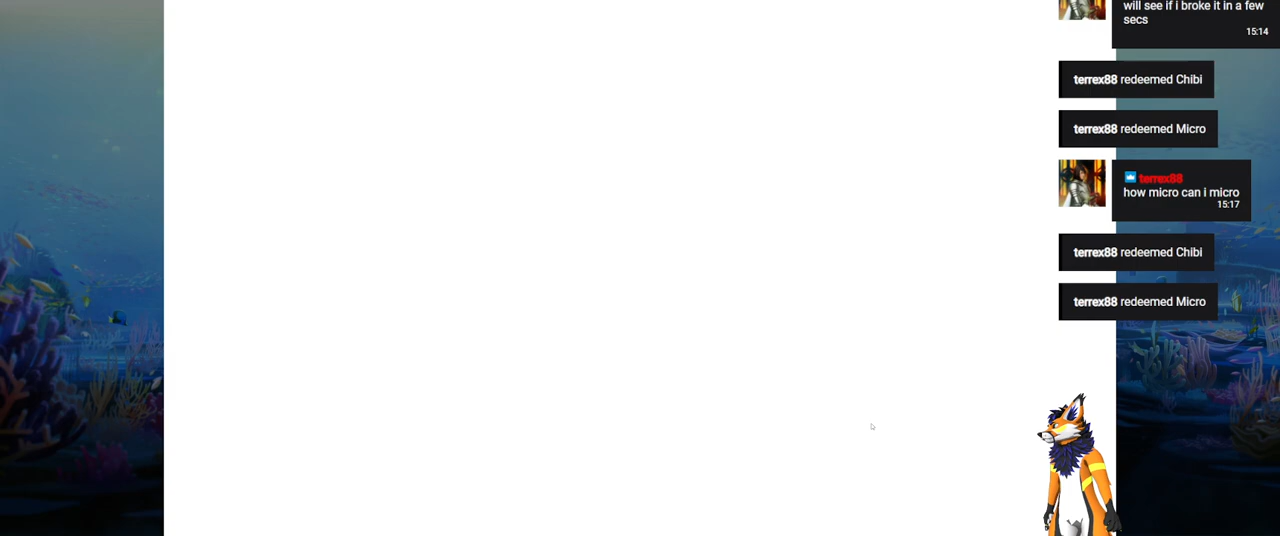 will see if i broke it in a few
secs
15:14
terrex88 redeemed Chibi
terrex88 redeemed Micro
terrex88
how micro can i micro
15:17
terrex88 redeemed Chibi
terrex88 redeemed Micro